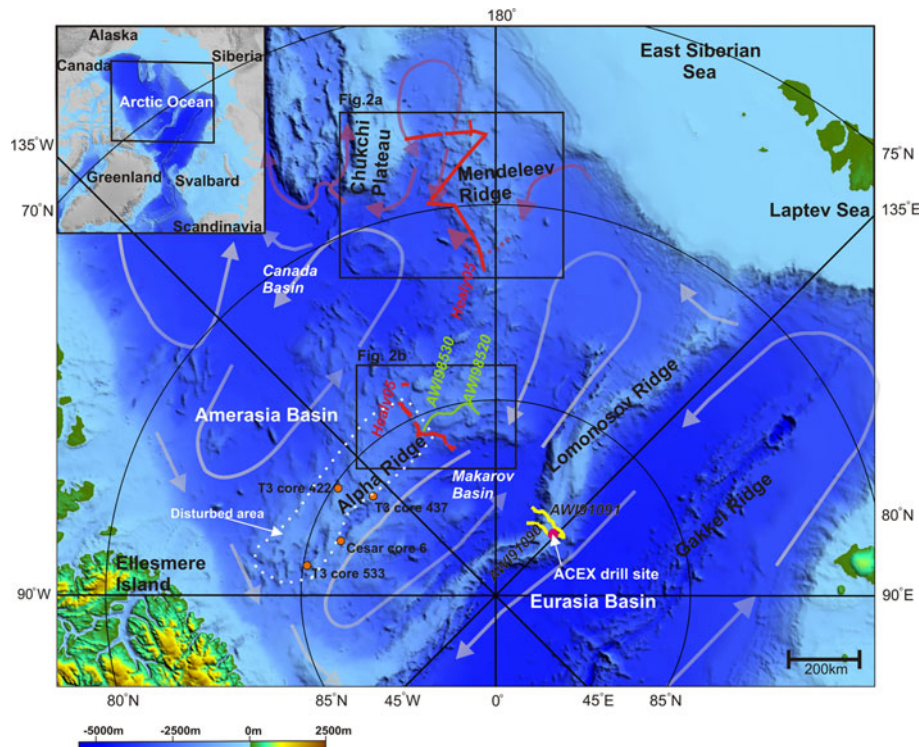 180°
Alaska
Siberia
Canada
Arctic Ocean
Greenland
Svalbard
Scandinavia
East Siberian
Sea
Fig.2a
Chukchi
Plateau
Mendeleev
Ridge
135°W
70°N
75°N
135°E
Laptev Sea
Canada
Basin
Healy05
Fig. 2b
AWI98530
AWI98520
Healy05
Amerasia Basin
Lomonosov Ridge
Alpha Ridge
Makarov
Basin
T3 core 422
T3 core 437
Disturbed area
Cesar core 6
T3 core 533
AWI91091
AWI91090
Gakkel Ridge
80°N
ACEX drill site
Ellesmere
Island
Eurasia Basin
90°W
90°E
200km
80°N
85°N
45°W
0°
45°E
85°N
-5000m
-2500m
0m
2500m